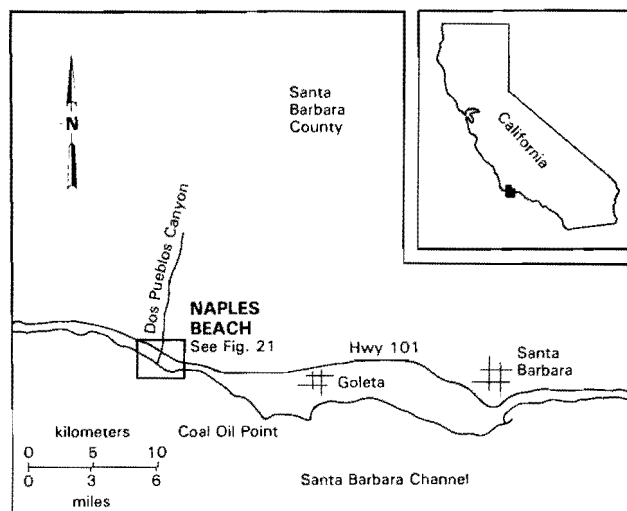 Santa
Barbara
County
N
California
Dos Pueblos Canyon
NAPLES
BEACH
See Fig. 21
Hwy 101
Santa
Barbara
Goleta
Coal Oil Point
kilometers
0 5 10
0 3 6
miles
Santa Barbara Channel